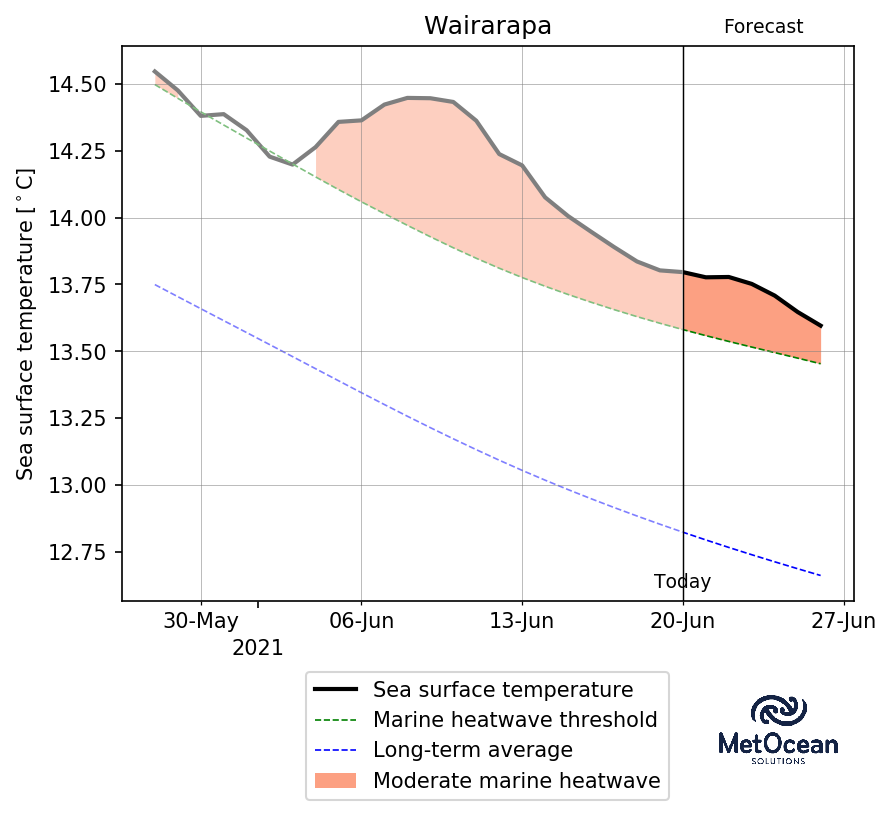 Wairarapa
Forecast
Sea surface temperature [°C]
14.50
14.25
14.00
13.75
13.50
13.25
13.00
12.75
Today
30-May
06-Jun
13-Jun
20-Jun
27-Jun
2021
Sea surface temperature
Marine heatwave threshold
Long-term average
Moderate marine heatwave
MetOcean
SOLUTIONS